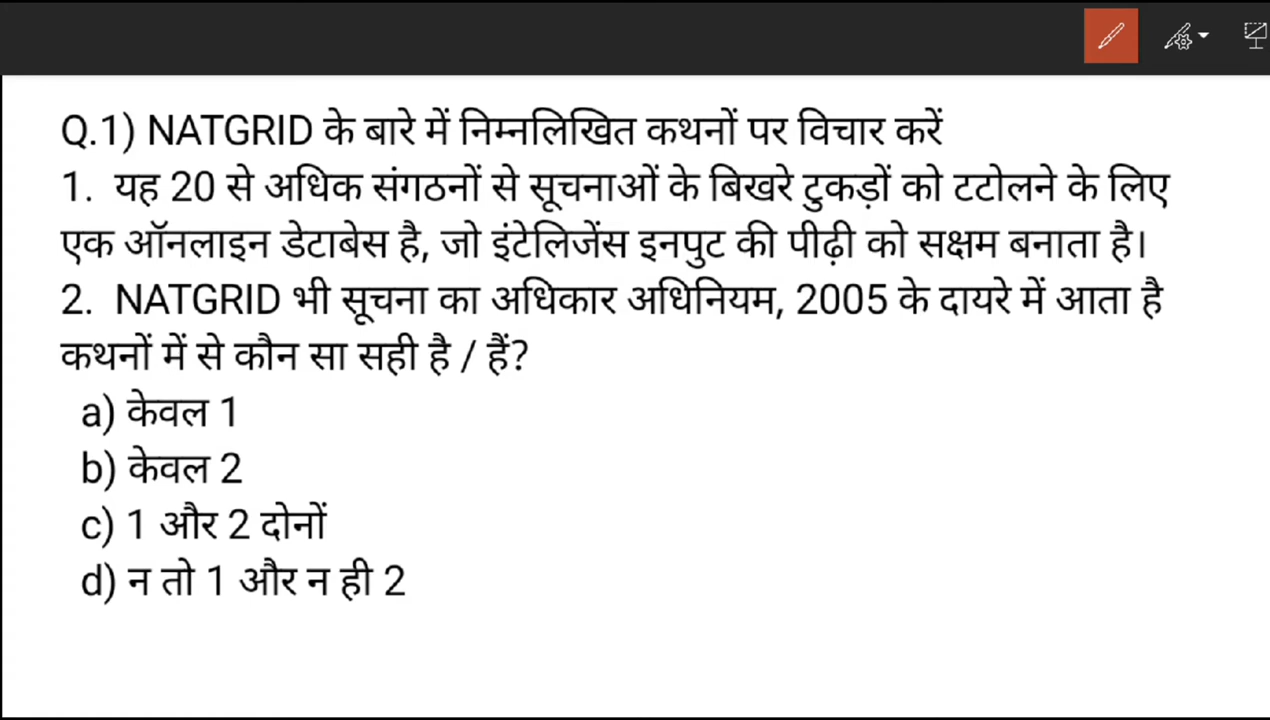 Q.1) NATGRID के बारे में निम्नलिखित कथनों पर विचार करें
1. यह 20 से अधिक संगठनों से सूचनाओं के बिखरे टुकड़ों को टटोलने के लिए
एक ऑनलाइन डेटाबेस है, जो इंटेलिजेंस इनपुट की पीढ़ी को सक्षम बनाता है।
2. NATGRID भी सूचना का अधिकार अधिनियम, 2005 के दायरे में आता है
कथनों में से कौन सा सही है / हैं?
a) केवल 1
b) केवल 2
c) 1 और 2 दोनों
d) न तो 1 और न ही 2